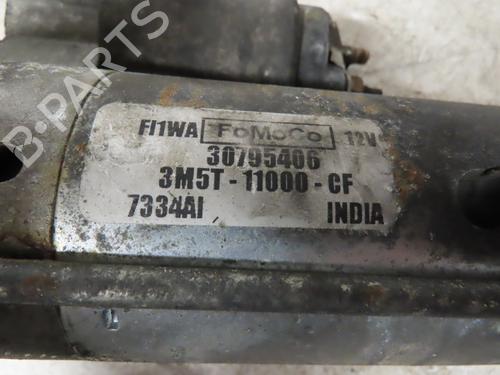 FI1WA FoMoCo 12V
30795406
3M5T-11000-CF
7334AI INDIA
B-PARTS